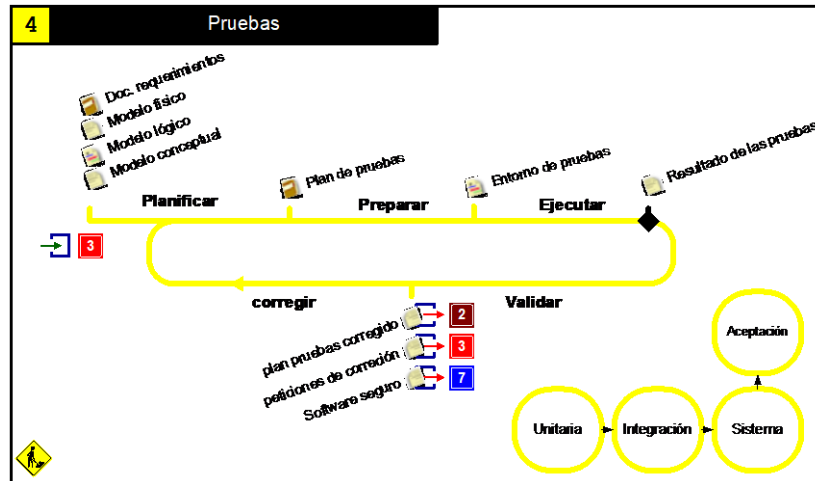 4
Pruebas
Doc. requerimientos
Modelo físico
Modelo lógico
Modelo conceptual
Plan de pruebas
Entorno de pruebas
Resultado de las pruebas
Planificar
Preparar
Ejecutar
3
corregir
Validar
plan pruebas corregido
2
peticiones de correción
3
Software seguro
7
Aceptación
Unitaria
Integración
Sistema